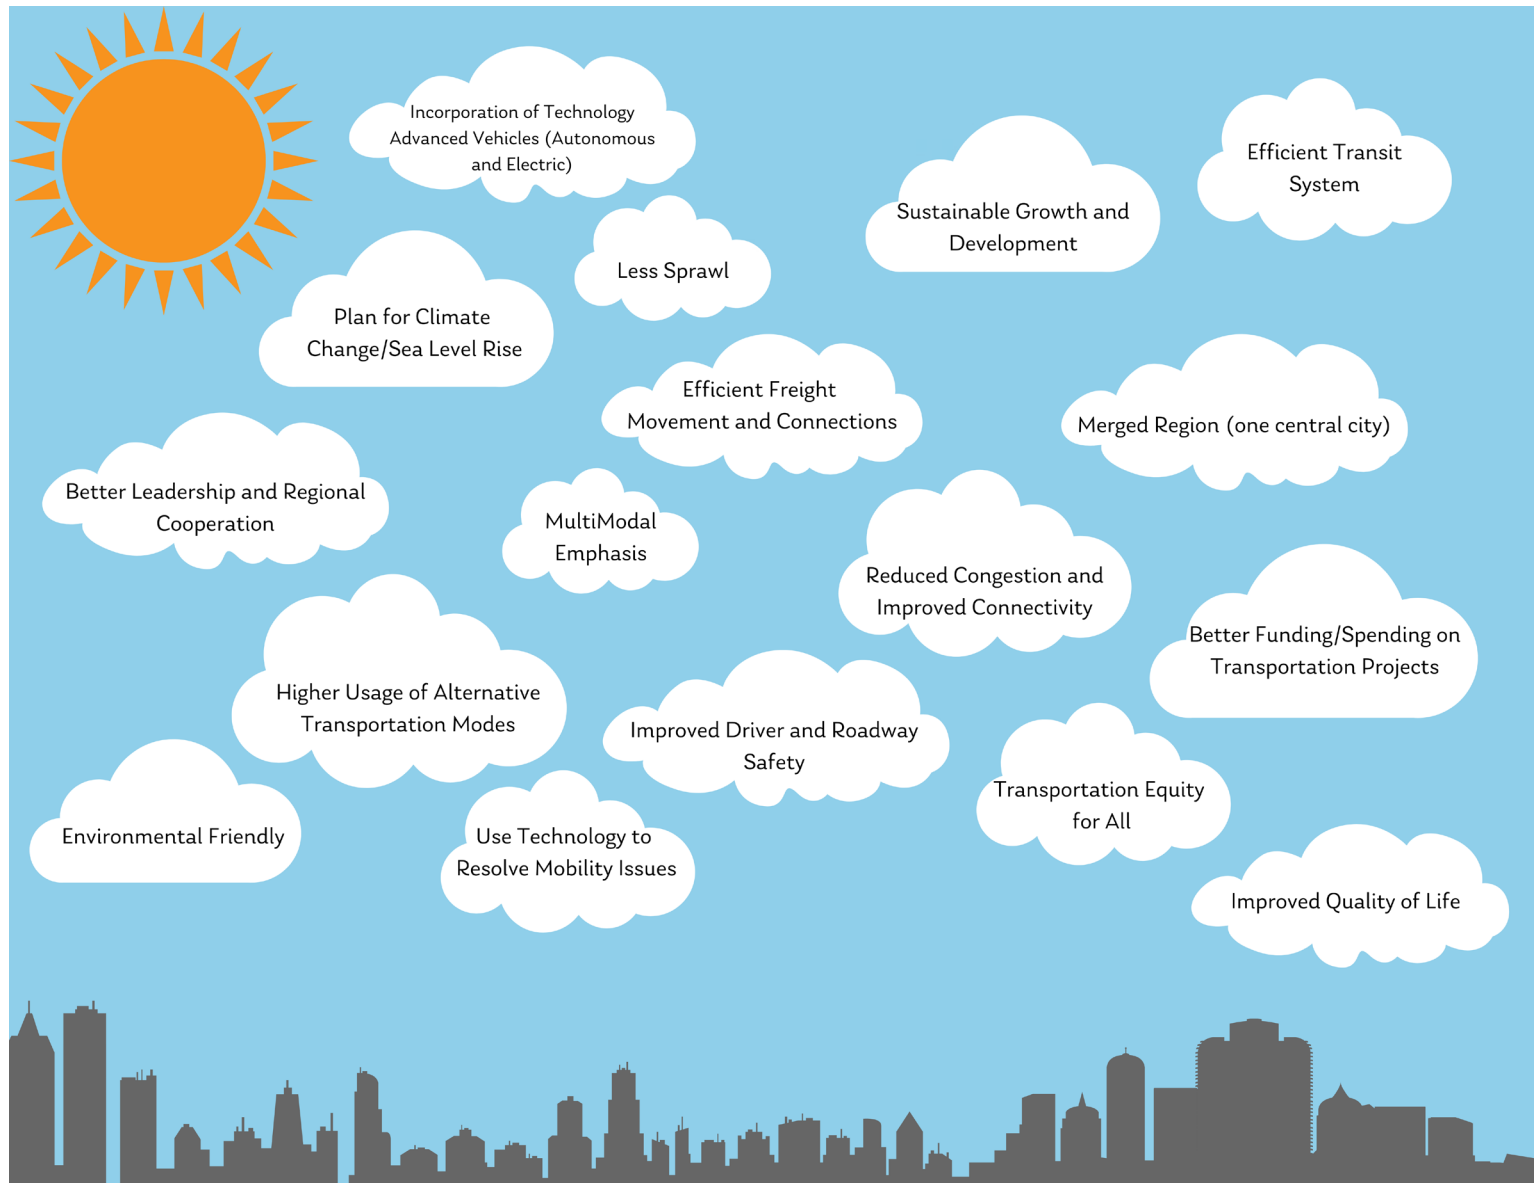 Incorporation of Technology
Advanced Vehicles (Autonomous
and Electric)
Efficient Transit
System
Sustainable Growth and
Development
Less Sprawl
Plan for Climate
Change/Sea Level Rise
Efficient Freight
Movement and Connections
Merged Region (one central city)
Better Leadership and Regional
Cooperation
MultiModal
Emphasis
Reduced Congestion and
Improved Connectivity
Better Funding/Spending on
Transportation Projects
Higher Usage of Alternative
Transportation Modes
Improved Driver and Roadway
Safety
Transportation Equity
for All
Environmental Friendly
Use Technology to
Resolve Mobility Issues
Improved Quality of Life